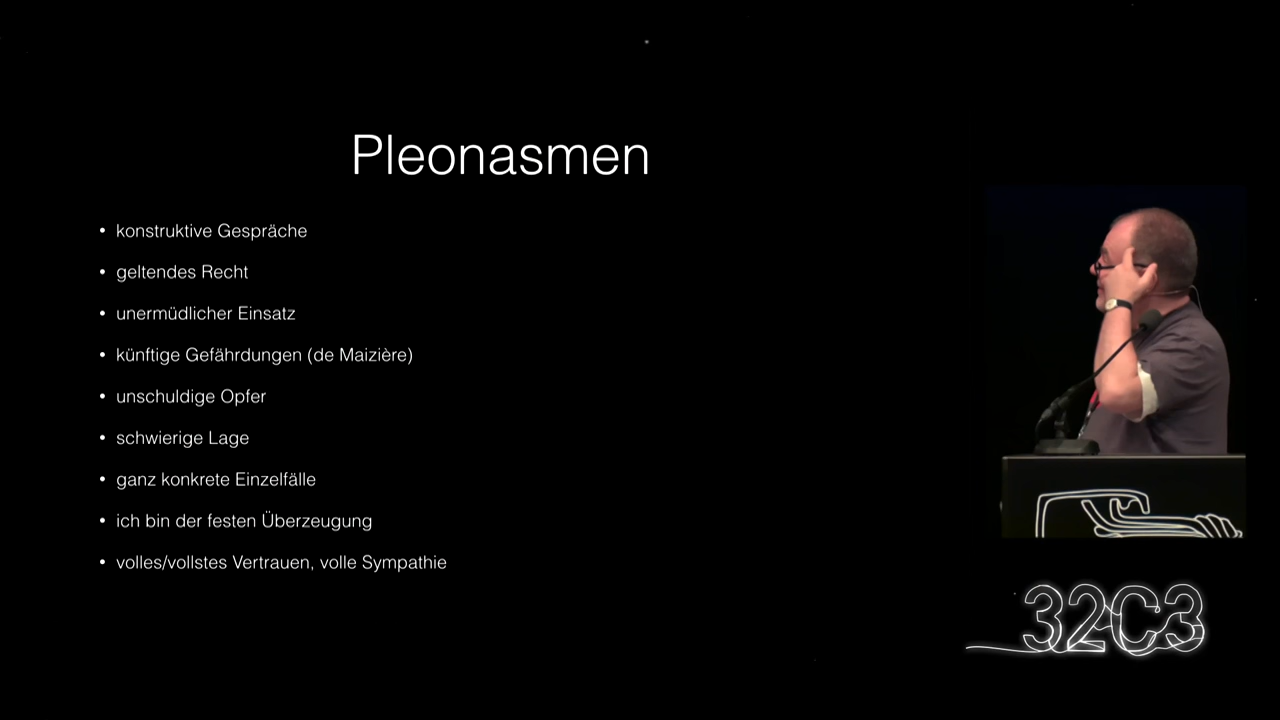 Pleonasmen
• konstruktive Gespräche
• geltendes Recht
• unermüdlicher Einsatz
• künftige Gefährdungen (de Maizière)
• unschuldige Opfer
• schwierige Lage
• ganz konkrete Einzelfälle
• ich bin der festen Überzeugung
• volles/vollstes Vertrauen, volle Sympathie
32C3